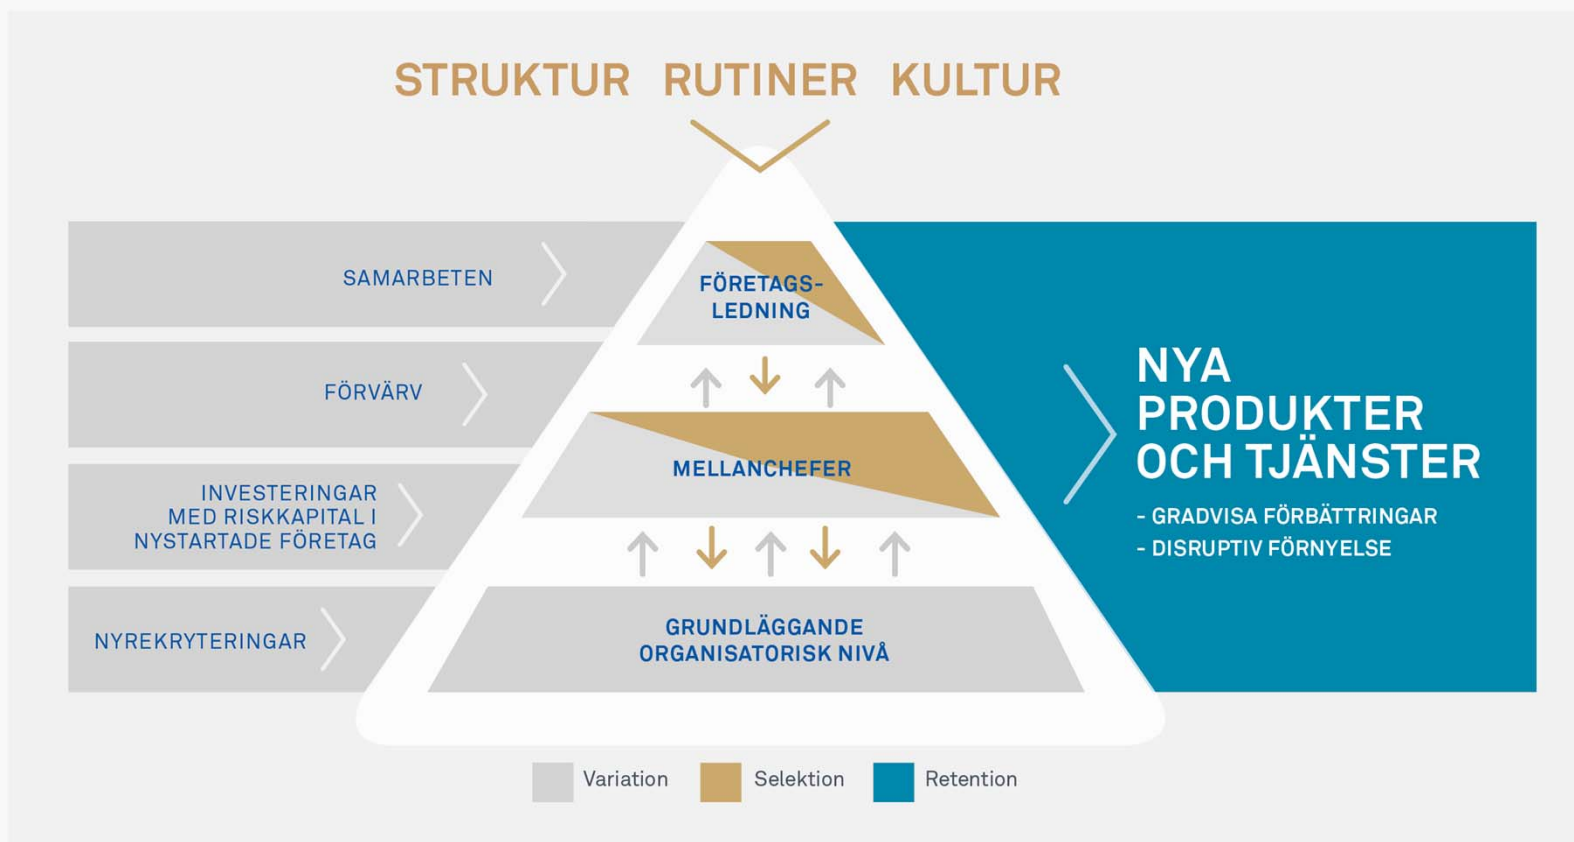 STRUKTUR RUTINER KULTUR
SAMARBETEN
FÖRVÄRV
INVESTERINGAR
MED RISKKAPITAL I
NYSTARTADE FÖRETAG
NYREKRYTERINGAR
FÖRETAGS-
LEDNING
MELLANCHEFER
GRUNDLÄGGANDE
ORGANISATORISK NIVÅ
NYA
PRODUKTER
OCH TJÄNSTER
- GRADVISA FÖRBÄTTRINGAR
- DISRUPTIV FÖRNYELSE
Variation
Selektion
Retention